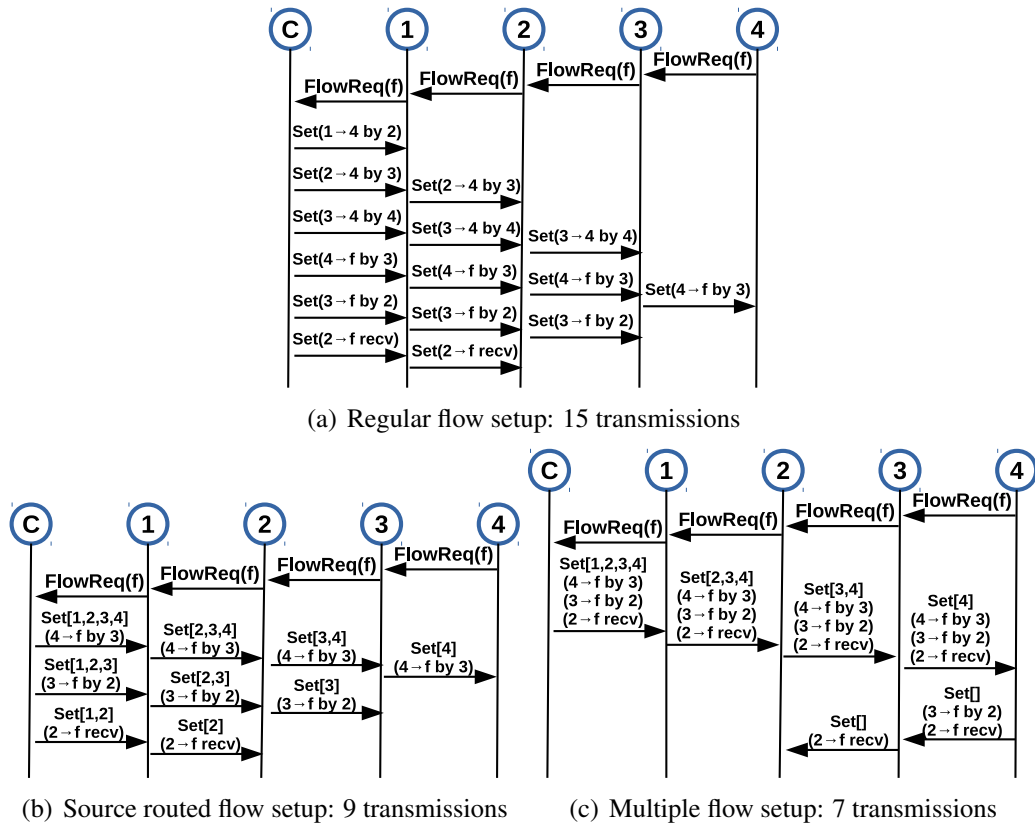 C 1 2 3 4
FlowReq(f) FlowReq(f) FlowReq(f) FlowReq(f)
Set(1→4 by 2)
Set(2→4 by 3) Set(2→4 by 3)
Set(3→4 by 4) Set(3→4 by 4) Set(3→4 by 4)
Set(4→f by 3) Set(4→f by 3) Set(4→f by 3) Set(4→f by 3)
Set(3→f by 2) Set(3→f by 2) Set(3→f by 2)
Set(2→f recv) Set(2→f recv)
(a) Regular flow setup: 15 transmissions
C 1 2 3 4
FlowReq(f) FlowReq(f) FlowReq(f) FlowReq(f)
Set[1,2,3,4] Set[2,3,4] Set[3,4] Set[4]
(4→f by 3) (4→f by 3) (4→f by 3) (4→f by 3)
Set[1,2,3] Set[2,3] Set[3]
(3→f by 2) (3→f by 2) (3→f by 2)
Set[1,2] Set[2]
(2→f recv) (2→f recv)
(b) Source routed flow setup: 9 transmissions
C 1 2 3 4
FlowReq(f) FlowReq(f) FlowReq(f) FlowReq(f)
Set[1,2,3,4] Set[2,3,4] Set[3,4] Set[4]
(4→f by 3) (4→f by 3) (4→f by 3) (4→f by 3)
(3→f by 2) (3→f by 2) (3→f by 2) (3→f by 2)
(2→f recv) (2→f recv) (2→f recv) (2→f recv)
Set[] Set[]
(3→f by 2)
(2→f recv) (2→f recv)
(c) Multiple flow setup: 7 transmissions